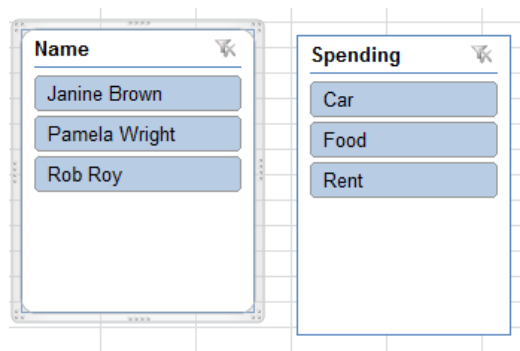 Name
Janine Brown
Pamela Wright
Rob Roy
Spending
Car
Food
Rent